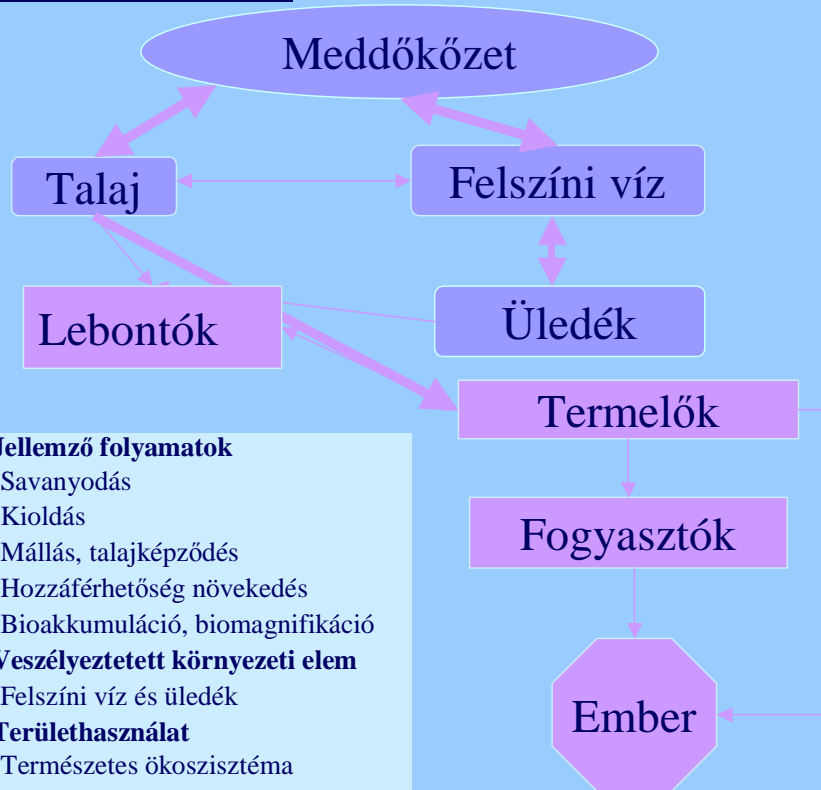 Meddőkőzet
Talaj
Felszíni víz
Lebontók
Üledék
Termelők
Fogyasztók
Ember
Jellemző folyamatok
Savanyodás
Kioldás
Mállás, talajképződés
Hozzáférhetőség növekedés
Bioakkumuláció, biomagnifikáció
Veszélyeztetett környezeti elem
Felszíni víz és üledék
Területhasználat
Természetes ökoszisztéma